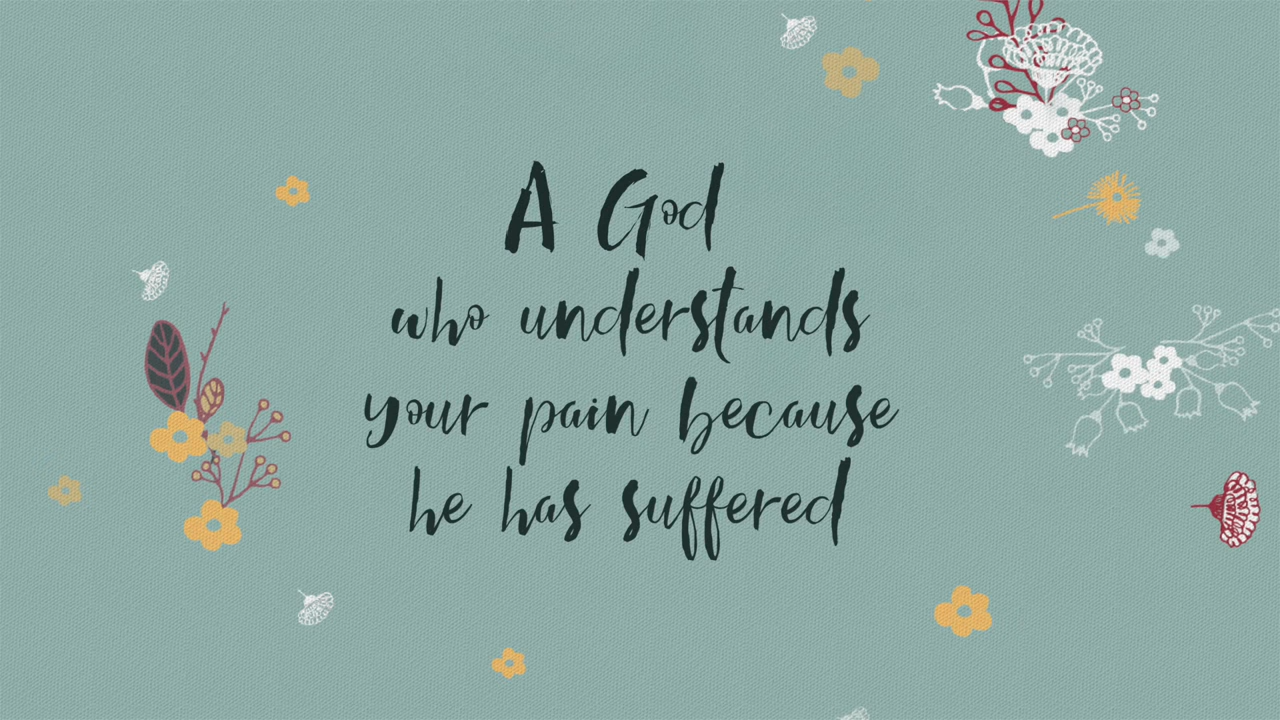 A God
who understands
your pain because
he has suffered